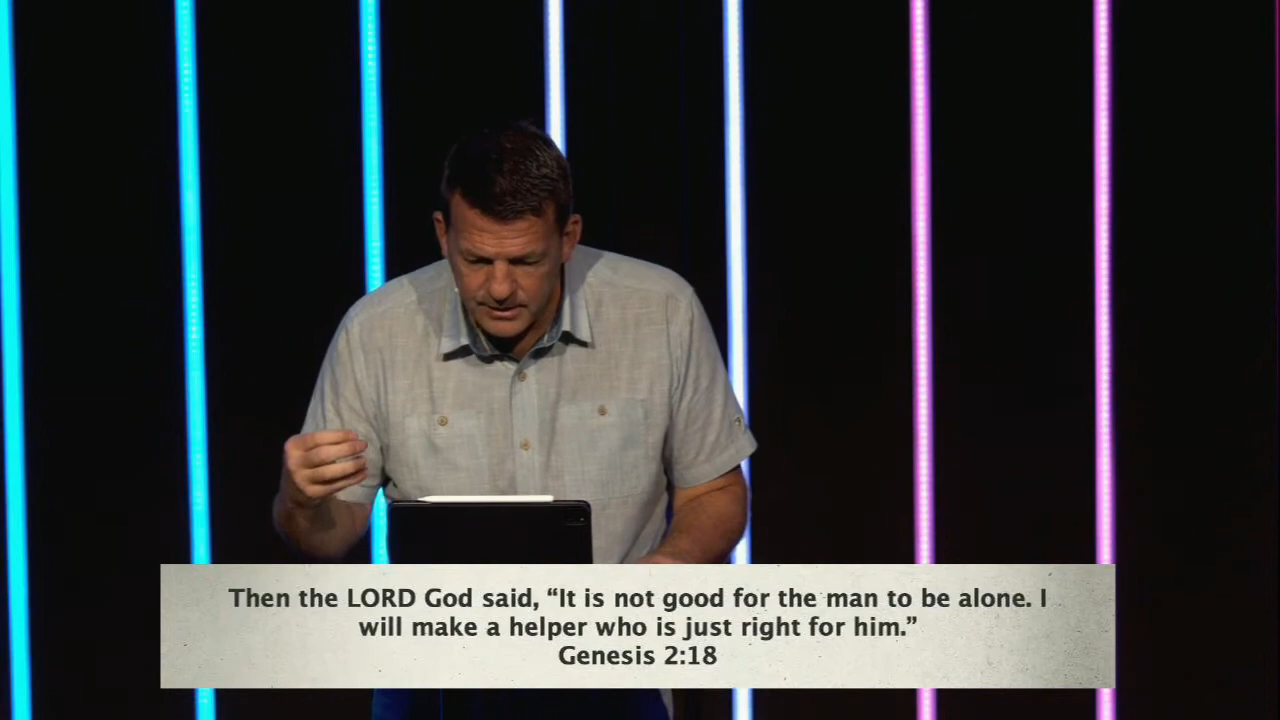 Then the LORD God said, “It is not good for the man to be alone. I
will make a helper who is just right for him.”
Genesis 2:18